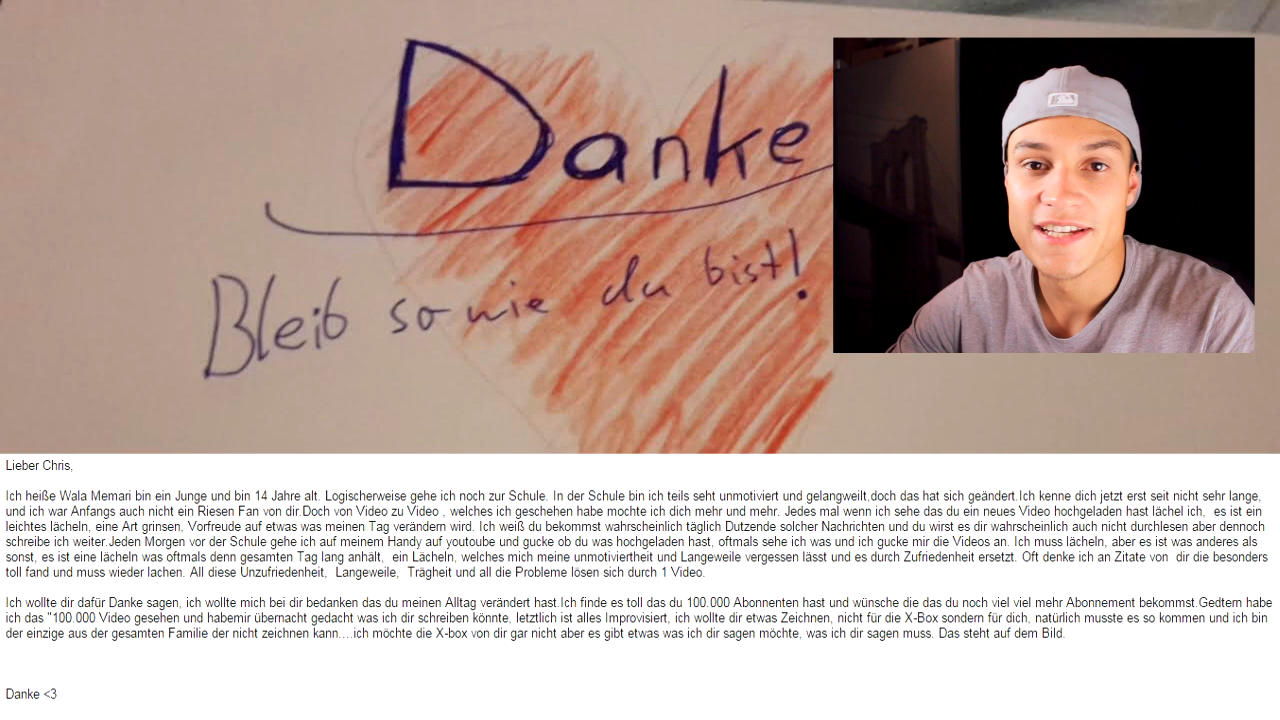 Danke
Bleib so wie du bist!
Lieber Chris,
Ich heiße Wala Memari bin ein Junge und bin 14 Jahre alt. Logischerweise gehe ich noch zur Schule. In der Schule bin ich teils seht unmotiviert und gelangweilt,doch das hat sich geändert.Ich kenne dich jetzt erst seit nicht sehr lange,
und ich war Anfangs auch nicht ein Riesen Fan von dir.Doch von Video zu Video , welches ich geschehen habe mochte ich dich mehr und mehr. Jedes mal wenn ich sehe das du ein neues Video hochgeladen hast lächel ich, es ist ein
leichtes lächeln, eine Art grinsen, Vorfreude auf etwas was meinen Tag verändern wird. Ich weiß du bekommst wahrscheinlich täglich Dutzende solcher Nachrichten und du wirst es dir wahrscheinlich auch nicht durchlesen aber dennoch
schreibe ich weiter.Jeden Morgen vor der Schule gehe ich auf meinem Handy auf youtube und gucke ob du was hochgeladen hast, oftmals sehe ich was und ich gucke mir die Videos an. Ich muss lächeln, aber es ist was anderes als
sonst, es ist eine lächeln was oftmals denn gesamten Tag lang anhält, ein Lächeln, welches mich meine unmotiviertheit und Langeweile vergessen lässt und es durch Zufriedenheit ersetzt. Oft denke ich an Zitate von dir die besonders
toll fand und muss wieder lachen. All diese Unzufriedenheit, Langeweile, Trägheit und all die Probleme lösen sich durch 1 Video.
Ich wollte dir dafür Danke sagen, ich wollte mich bei dir bedanken das du meinen Alltag verändert hast.Ich finde es toll das du 100.000 Abonnenten hast und wünsche die das du noch viel viel mehr Abonnement bekommst.Gedtern habe
ich das "100.000 Video gesehen und habemir übernacht gedacht was ich dir schreiben könnte, letztlich ist alles Improvisiert, ich wollte dir etwas Zeichnen, nicht für die X-Box sondern für dich, natürlich musste es so kommen und ich bin
der einzige aus der gesamten Familie der nicht zeichnen kann....ich möchte die X-box von dir gar nicht aber es gibt etwas was ich dir sagen möchte, was ich dir sagen muss. Das steht auf dem Bild.
Danke <3